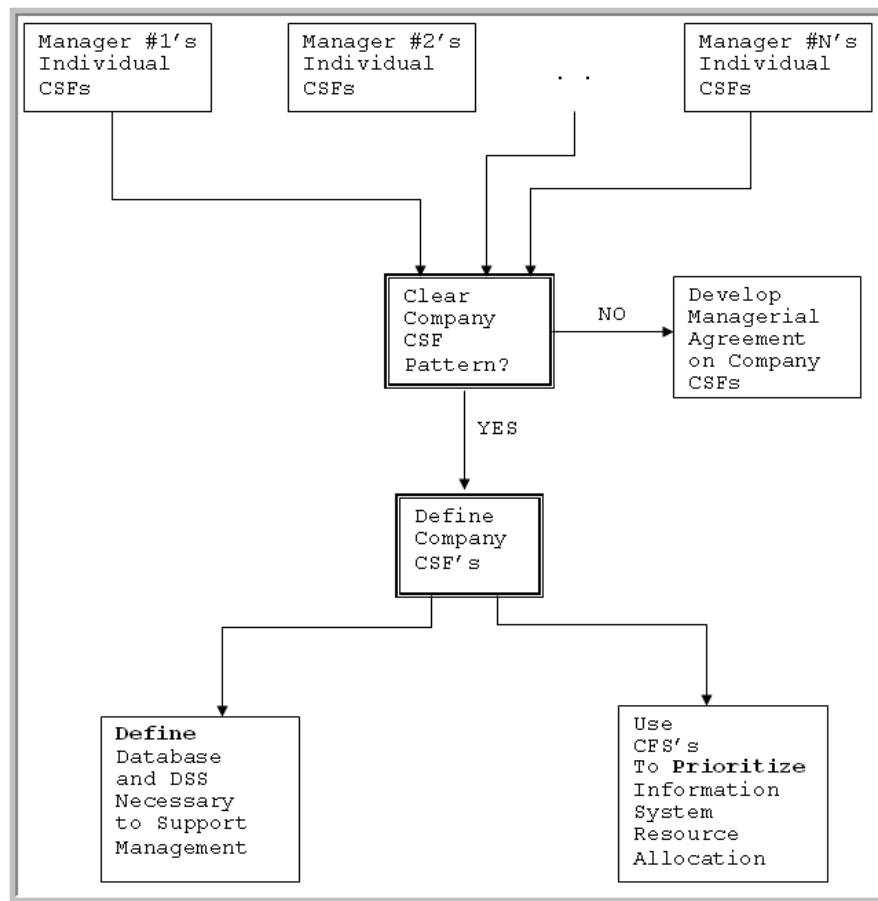 Manager #1's
Individual
CSFs
Manager #2's
Individual
CSFs
. .
Manager #N's
Individual
CSFs
Clear
Company
CSF
Pattern?
NO
Develop
Managerial
Agreement
on Company
CSFs
YES
Define
Company
CSF's
Define
Database
and DSS
Necessary
to Support
Management
Use
CFS's
To Prioritize
Information
System
Resource
Allocation